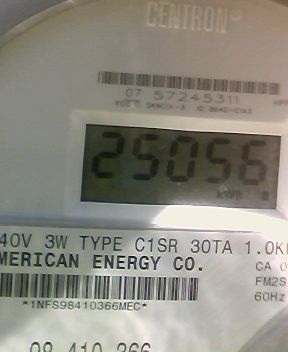 CENTRON®
07 57245311
25056
KWH
40V 3W TYPE C1SR 30TA 1.0K
MERICAN ENERGY CO.
CA 0
FM2S
60Hz
*1NFS98410366MEC*
98 410 366